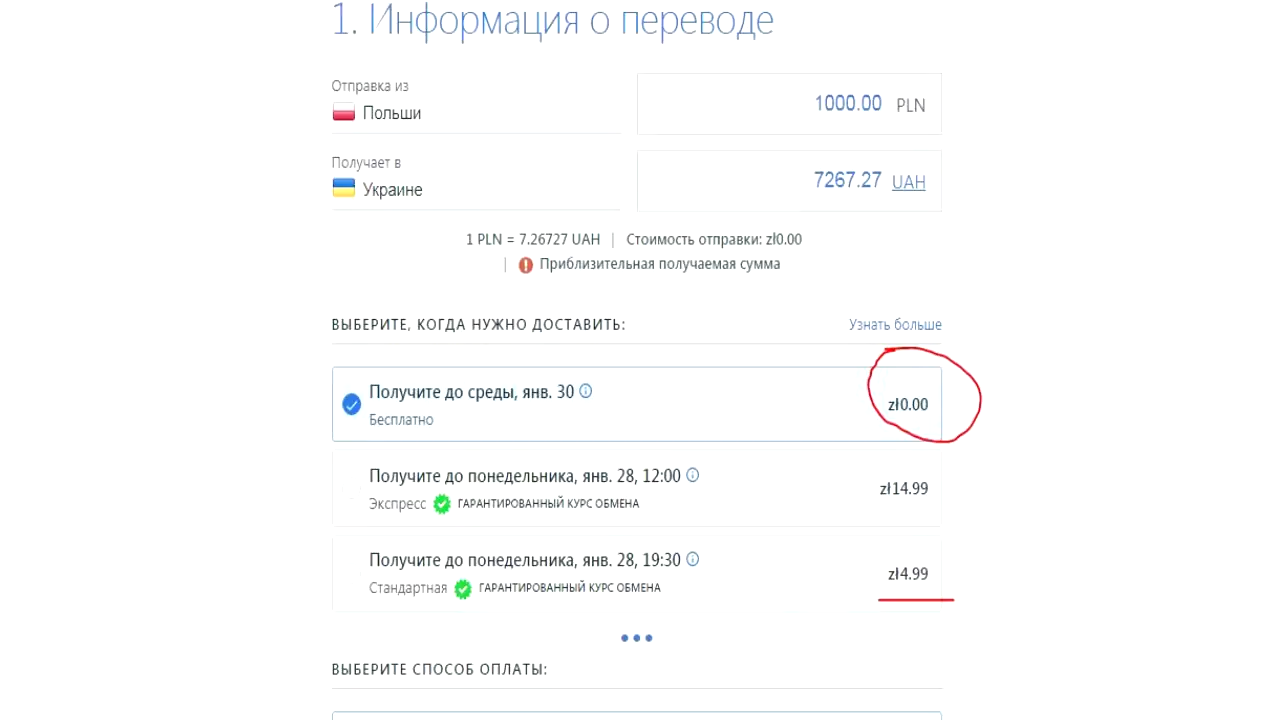 1. Информация о переводе
Отправка из
Польши
1000.00 PLN
Получает в
Украине
7267.27 UAH
1 PLN = 7.26727 UAH | Стоимость отправки: zł0.00
| Приблизительная получаемая сумма
ВЫБЕРИТЕ, КОГДА НУЖНО ДОСТАВИТЬ:
Узнать больше
Получите до среды, янв. 30
Бесплатно
zł0.00
Получите до понедельника, янв. 28, 12:00
Экспресс ГАРАНТИРОВАННЫЙ КУРС ОБМЕНА
zł14.99
Получите до понедельника, янв. 28, 19:30
Стандартная ГАРАНТИРОВАННЫЙ КУРС ОБМЕНА
zł4.99
ВЫБЕРИТЕ СПОСОБ ОПЛАТЫ: